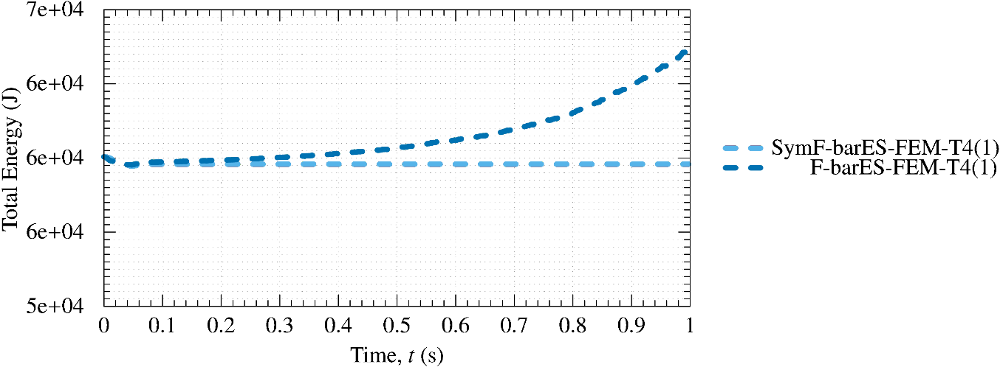 7e+04
6e+04
6e+04
6e+04
5e+04
Total Energy (J)
0 0.1 0.2 0.3 0.4 0.5 0.6 0.7 0.8 0.9 1
Time, t (s)
SymF-barES-FEM-T4(1)
F-barES-FEM-T4(1)